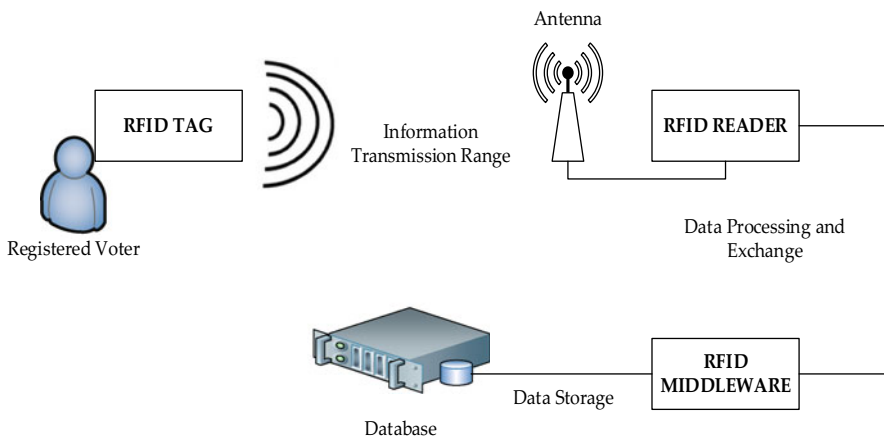 Antenna
RFID TAG
RFID READER
Information
Transmission Range
Registered Voter
Data Processing and
Exchange
RFID
MIDDLEWARE
Data Storage
Database